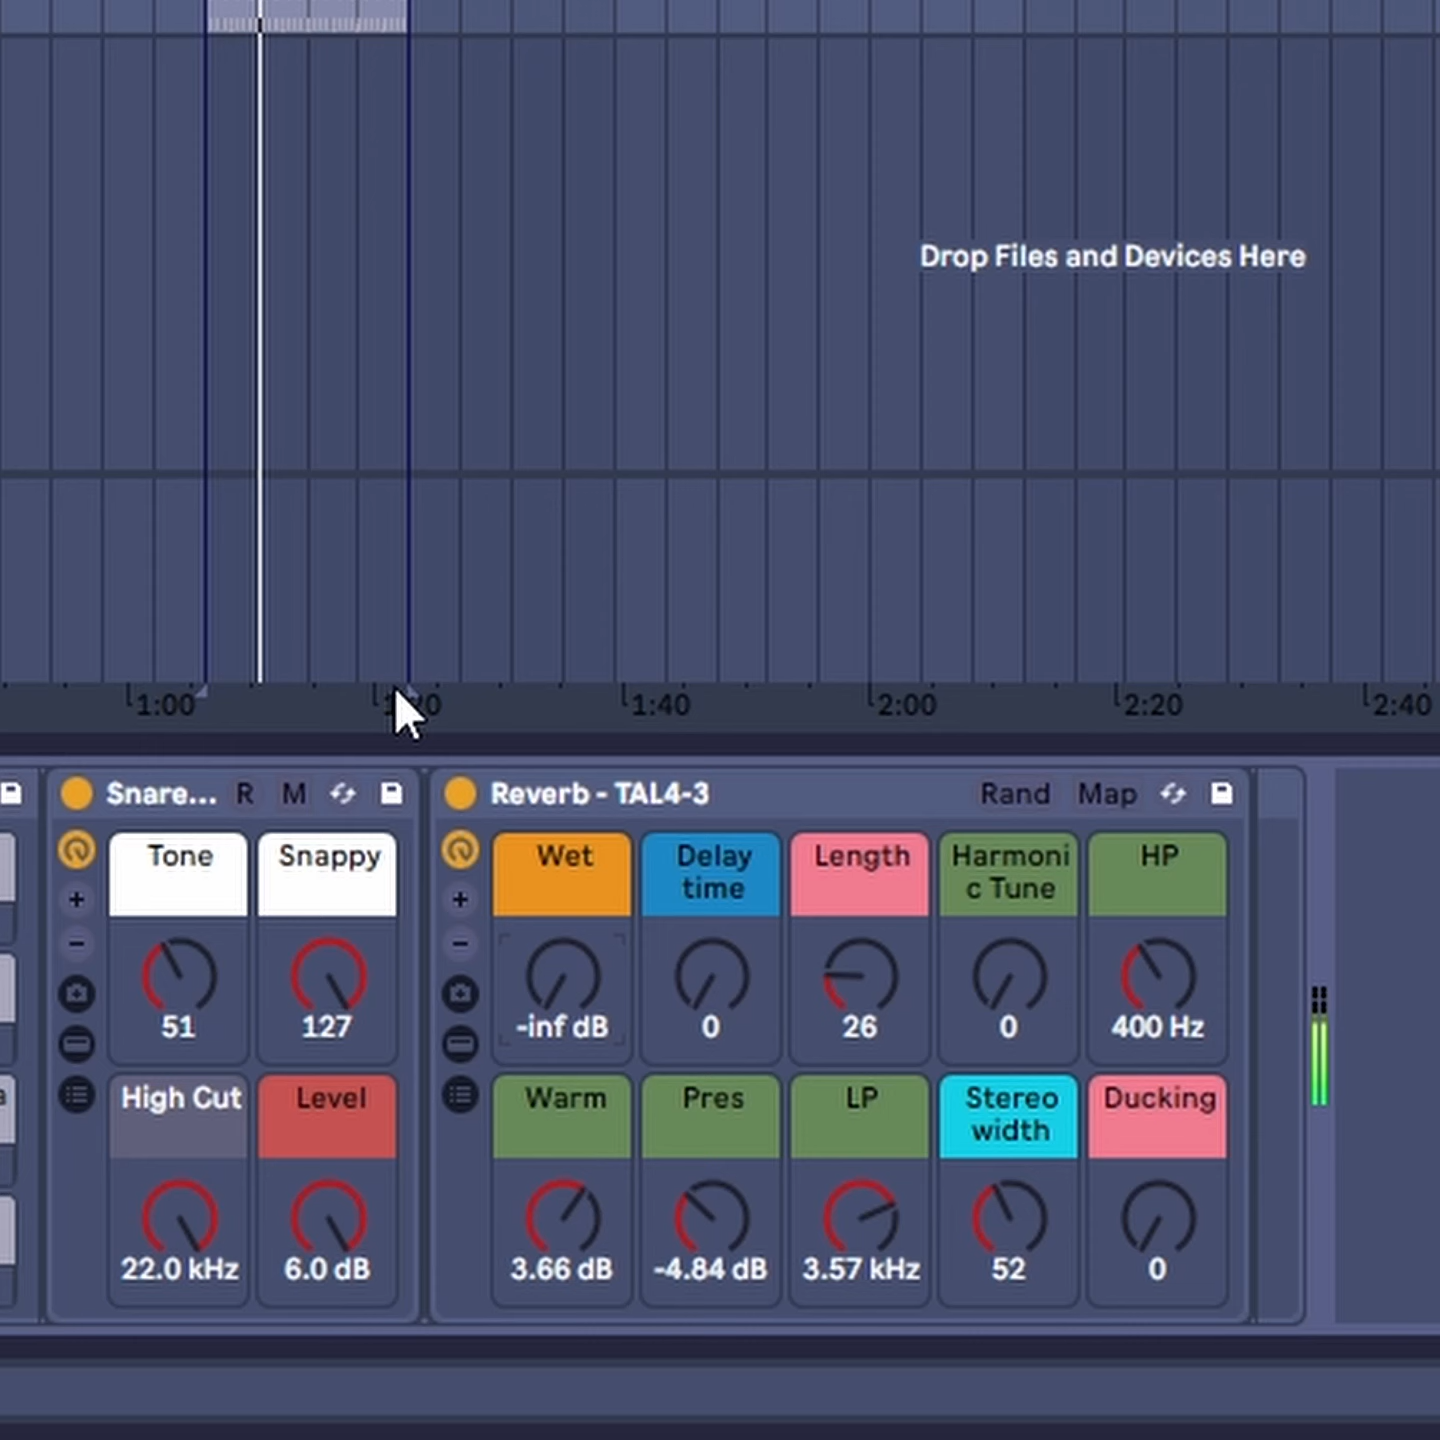 Drop Files and Devices Here
1:00
1:20
1:40
2:00
2:20
2:40
Snare... R M
Reverb - TAL4-3 Rand Map
Tone
Snappy
Wet
Delay
time
Length
Harmoni
c Tune
HP
51
127
-inf dB
0
26
0
400 Hz
High Cut
Level
Warm
Pres
LP
Stereo
width
Ducking
22.0 kHz
6.0 dB
3.66 dB
-4.84 dB
3.57 kHz
52
0